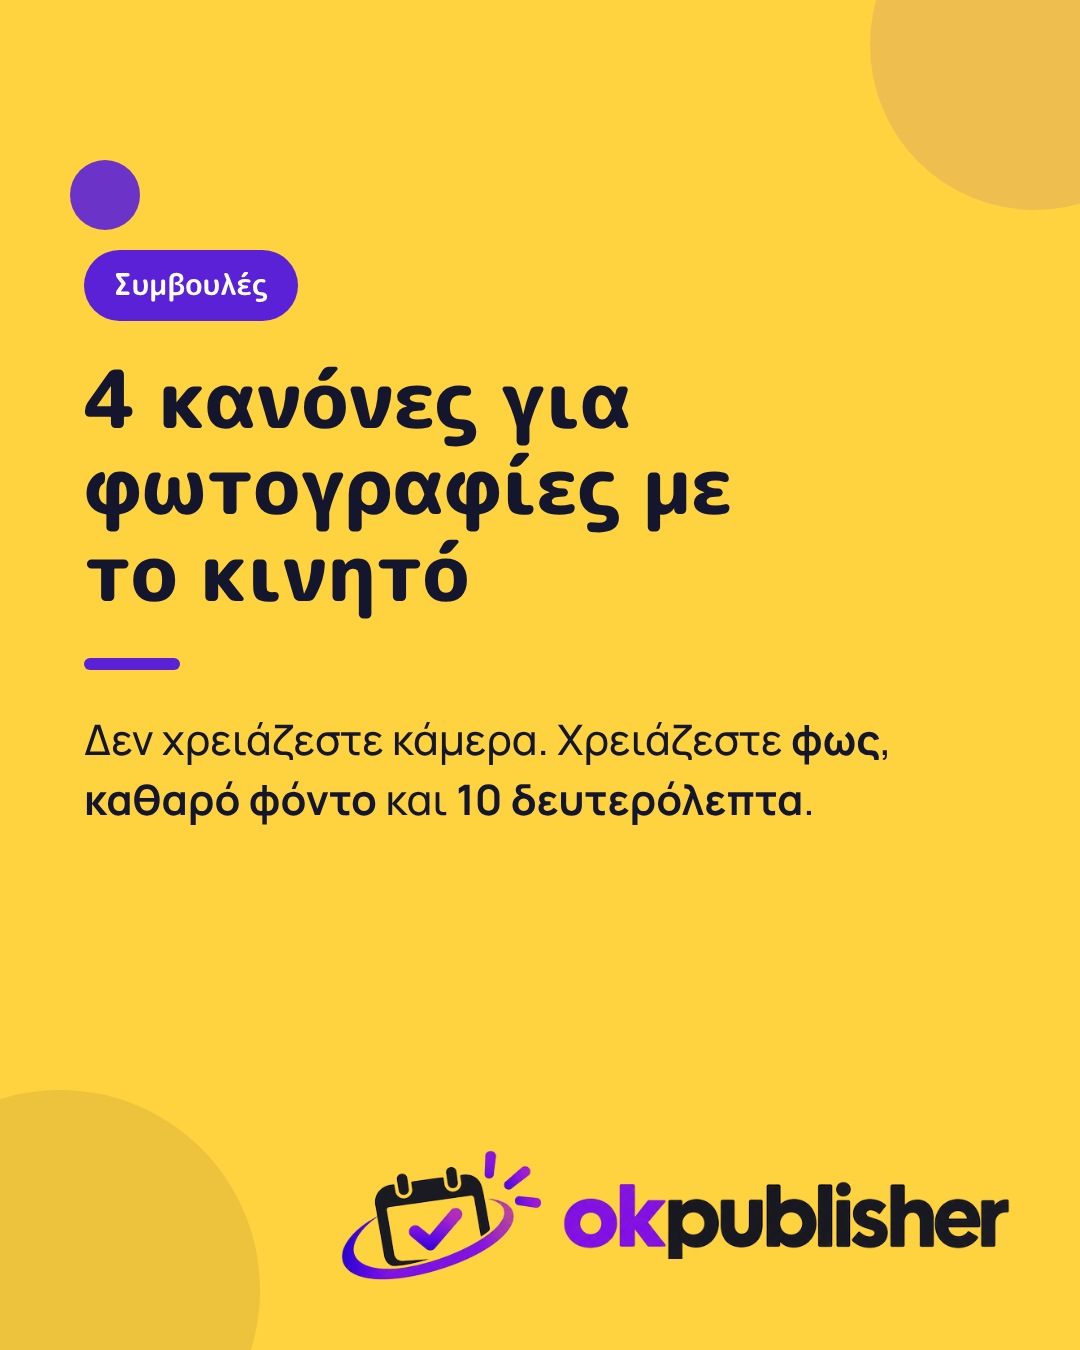 Συμβουλές
4 κανόνες για
φωτογραφίες με
το κινητό
Δεν χρειάζεστε κάμερα. Χρειάζεστε φως,
καθαρό φόντο και 10 δευτερόλεπτα.
okpublisher